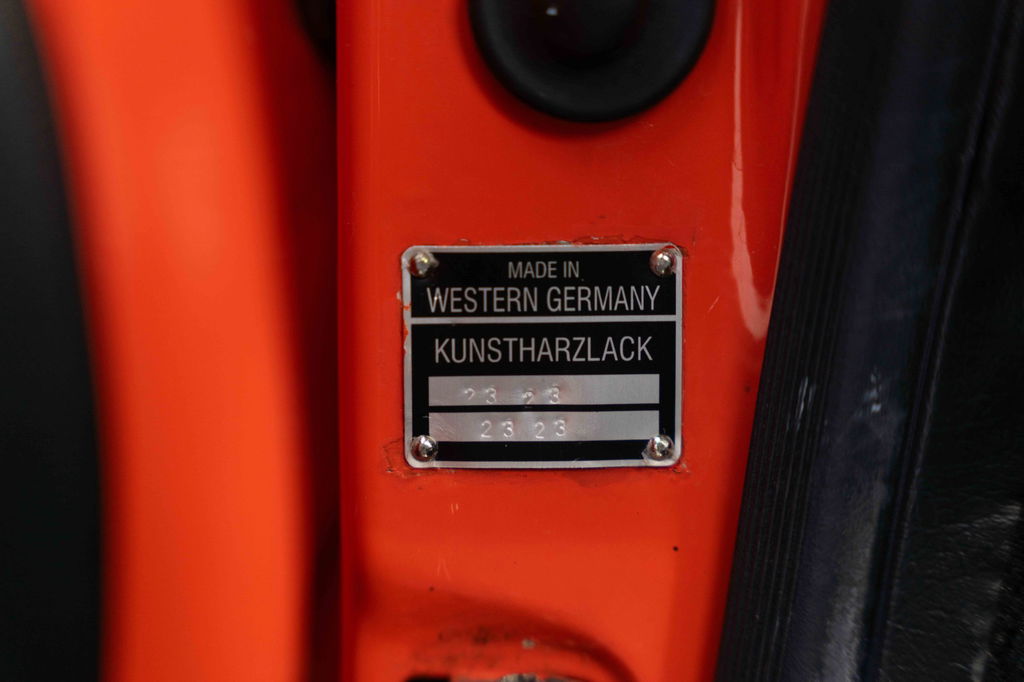 MADE IN
WESTERN GERMANY
KUNSTHARZLACK
23 23
23 23